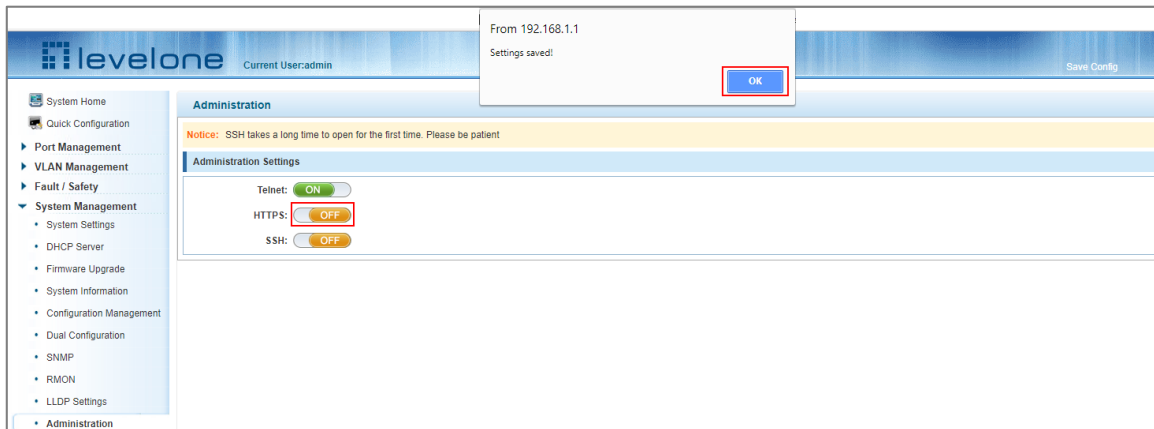 From 192.168.1.1
Settings saved!
OK
levelone
Current User:admin
Save Config
System Home
Quick Configuration
Port Management
VLAN Management
Fault / Safety
System Management
System Settings
DHCP Server
Firmware Upgrade
System Information
Configuration Management
Dual Configuration
SNMP
RMON
LLDP Settings
Administration
Administration
Notice: SSH takes a long time to open for the first time. Please be patient
Administration Settings
Telnet: ON
HTTPS: OFF
SSH: OFF